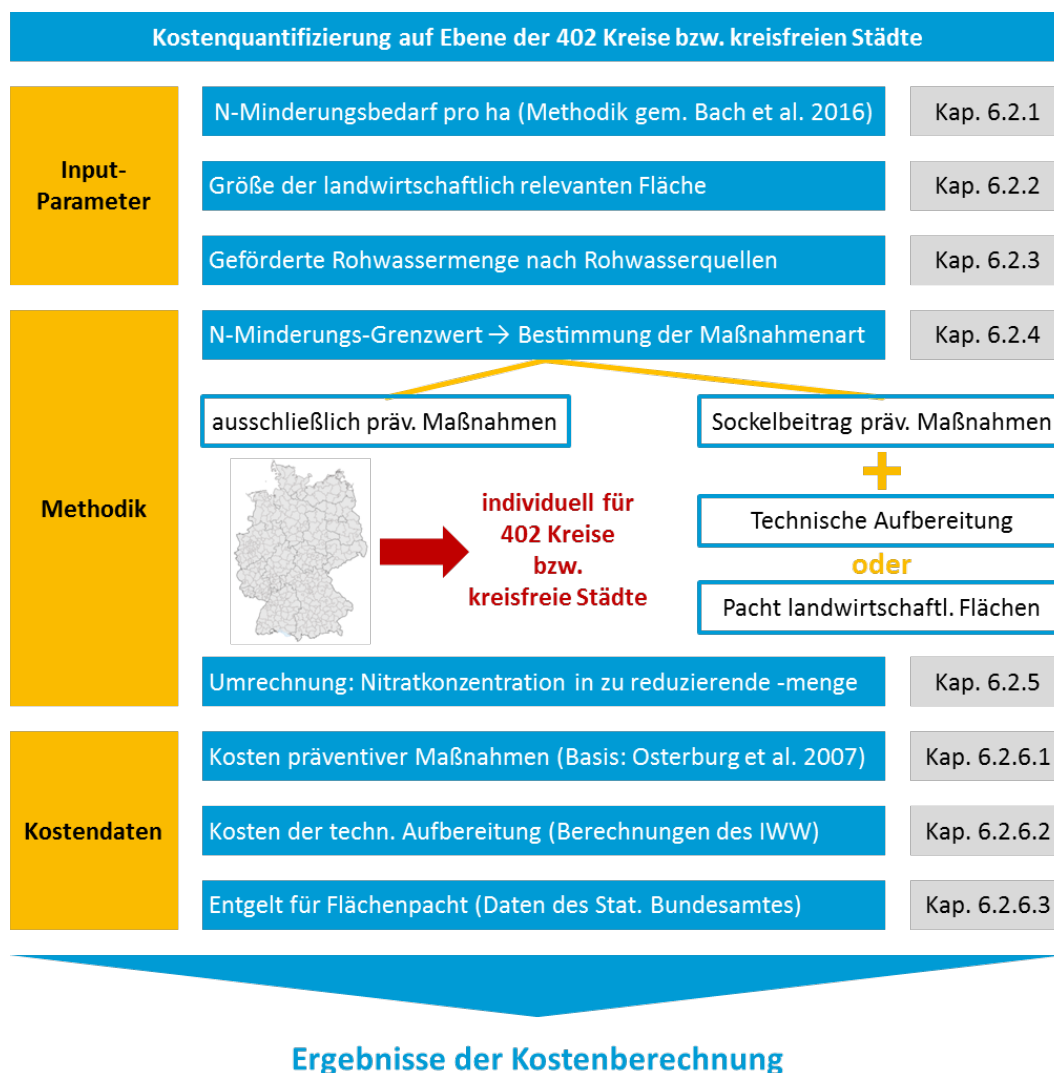 Kostenquantifizierung auf Ebene der 402 Kreise bzw. kreisfreien Städte
Input-
Parameter
N-Minderungsbedarf pro ha (Methodik gem. Bach et al. 2016)
Kap. 6.2.1
Größe der landwirtschaftlich relevanten Fläche
Kap. 6.2.2
Geförderte Rohwassermenge nach Rohwasserquellen
Kap. 6.2.3
Methodik
N-Minderungs-Grenzwert → Bestimmung der Maßnahmenart
Kap. 6.2.4
ausschließlich präv. Maßnahmen
Sockelbeitrag präv. Maßnahmen
+
Technische Aufbereitung
oder
Pacht landwirtschaftl. Flächen
individuell für
402 Kreise
bzw.
kreisfreie Städte
Umrechnung: Nitratkonzentration in zu reduzierende -menge
Kap. 6.2.5
Kostendaten
Kosten präventiver Maßnahmen (Basis: Osterburg et al. 2007)
Kap. 6.2.6.1
Kosten der techn. Aufbereitung (Berechnungen des IWW)
Kap. 6.2.6.2
Entgelt für Flächenpacht (Daten des Stat. Bundesamtes)
Kap. 6.2.6.3
Ergebnisse der Kostenberechnung